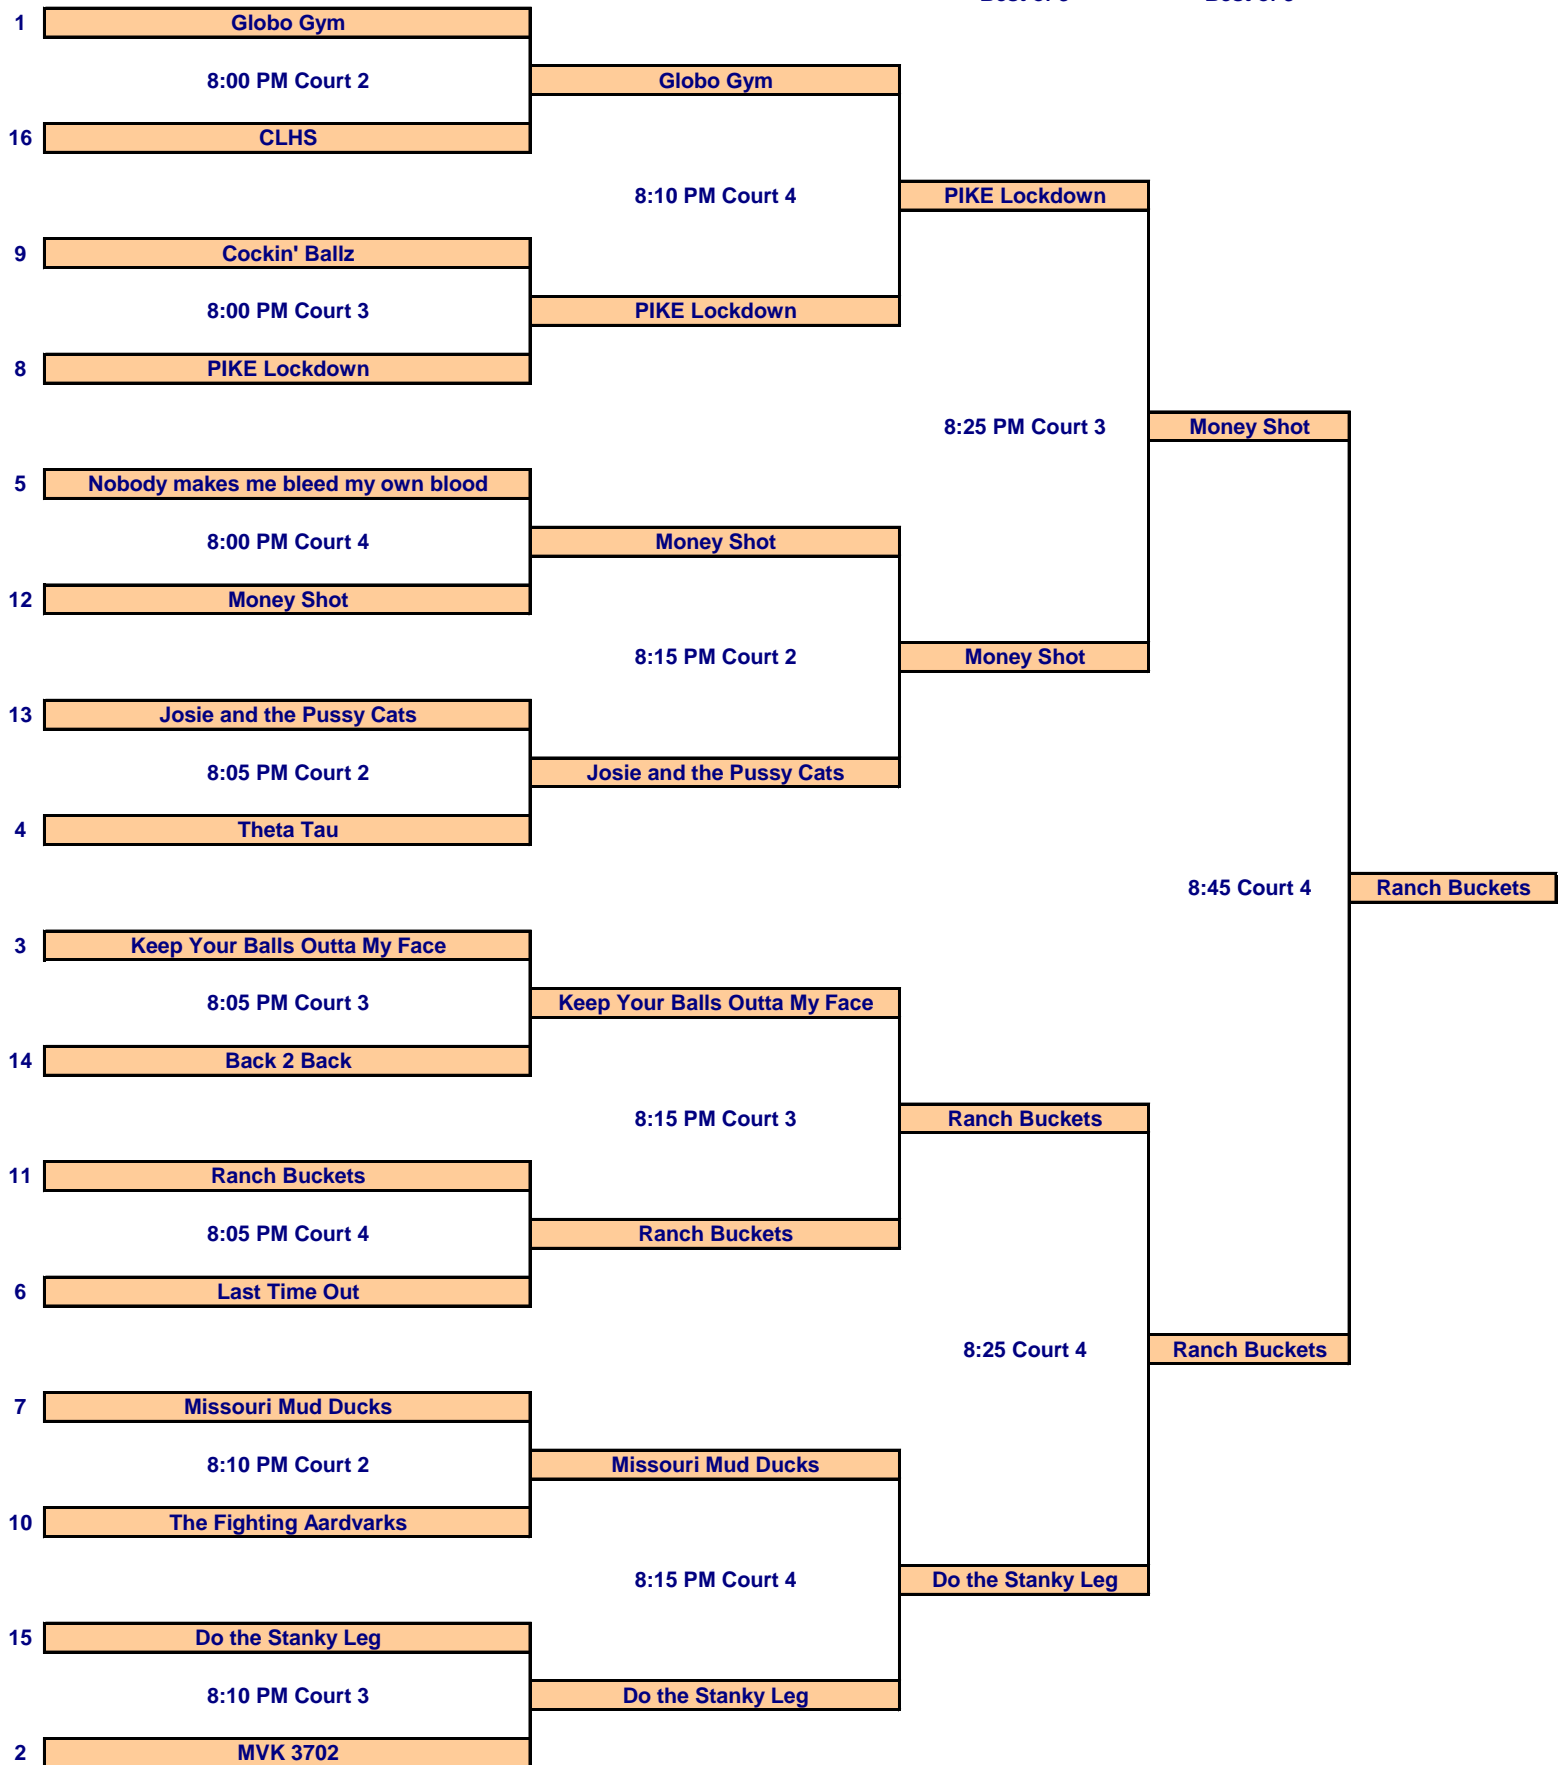 1 Globo Gym
8:00 PM Court 2
Globo Gym
16 CLHS
8:10 PM Court 4
PIKE Lockdown
9 Cockin' Ballz
8:00 PM Court 3
PIKE Lockdown
8 PIKE Lockdown
8:25 PM Court 3
Money Shot
5 Nobody makes me bleed my own blood
8:00 PM Court 4
Money Shot
12 Money Shot
8:15 PM Court 2
Money Shot
13 Josie and the Pussy Cats
8:05 PM Court 2
Josie and the Pussy Cats
4 Theta Tau
8:45 Court 4
Ranch Buckets
3 Keep Your Balls Outta My Face
8:05 PM Court 3
Keep Your Balls Outta My Face
14 Back 2 Back
8:15 PM Court 3
Ranch Buckets
11 Ranch Buckets
8:05 PM Court 4
Ranch Buckets
6 Last Time Out
8:25 Court 4
Ranch Buckets
7 Missouri Mud Ducks
8:10 PM Court 2
Missouri Mud Ducks
10 The Fighting Aardvarks
8:15 PM Court 4
Do the Stanky Leg
15 Do the Stanky Leg
8:10 PM Court 3
Do the Stanky Leg
2 MVK 3702